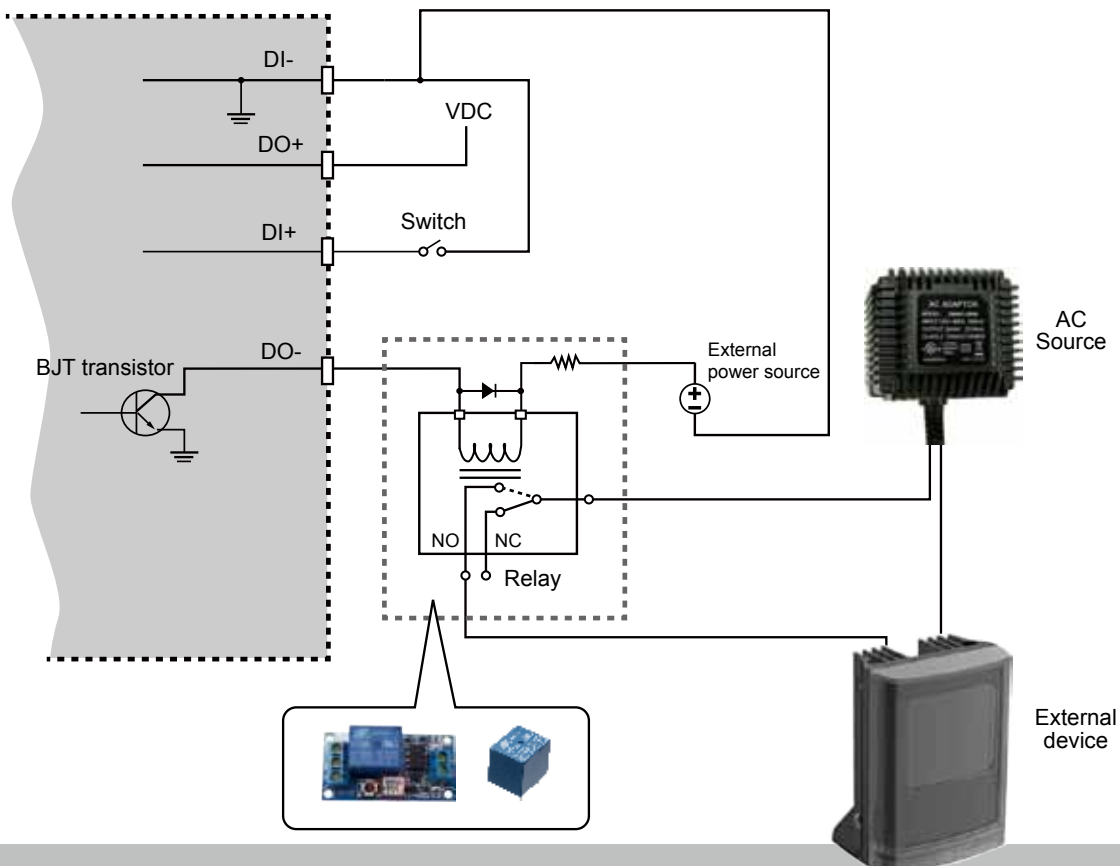 DI-
VDC
DO+
Switch
DI+
BJT transistor
DO-
External
power source
AC ADAPTOR
AC
Source
NO
NC
Relay
External
device